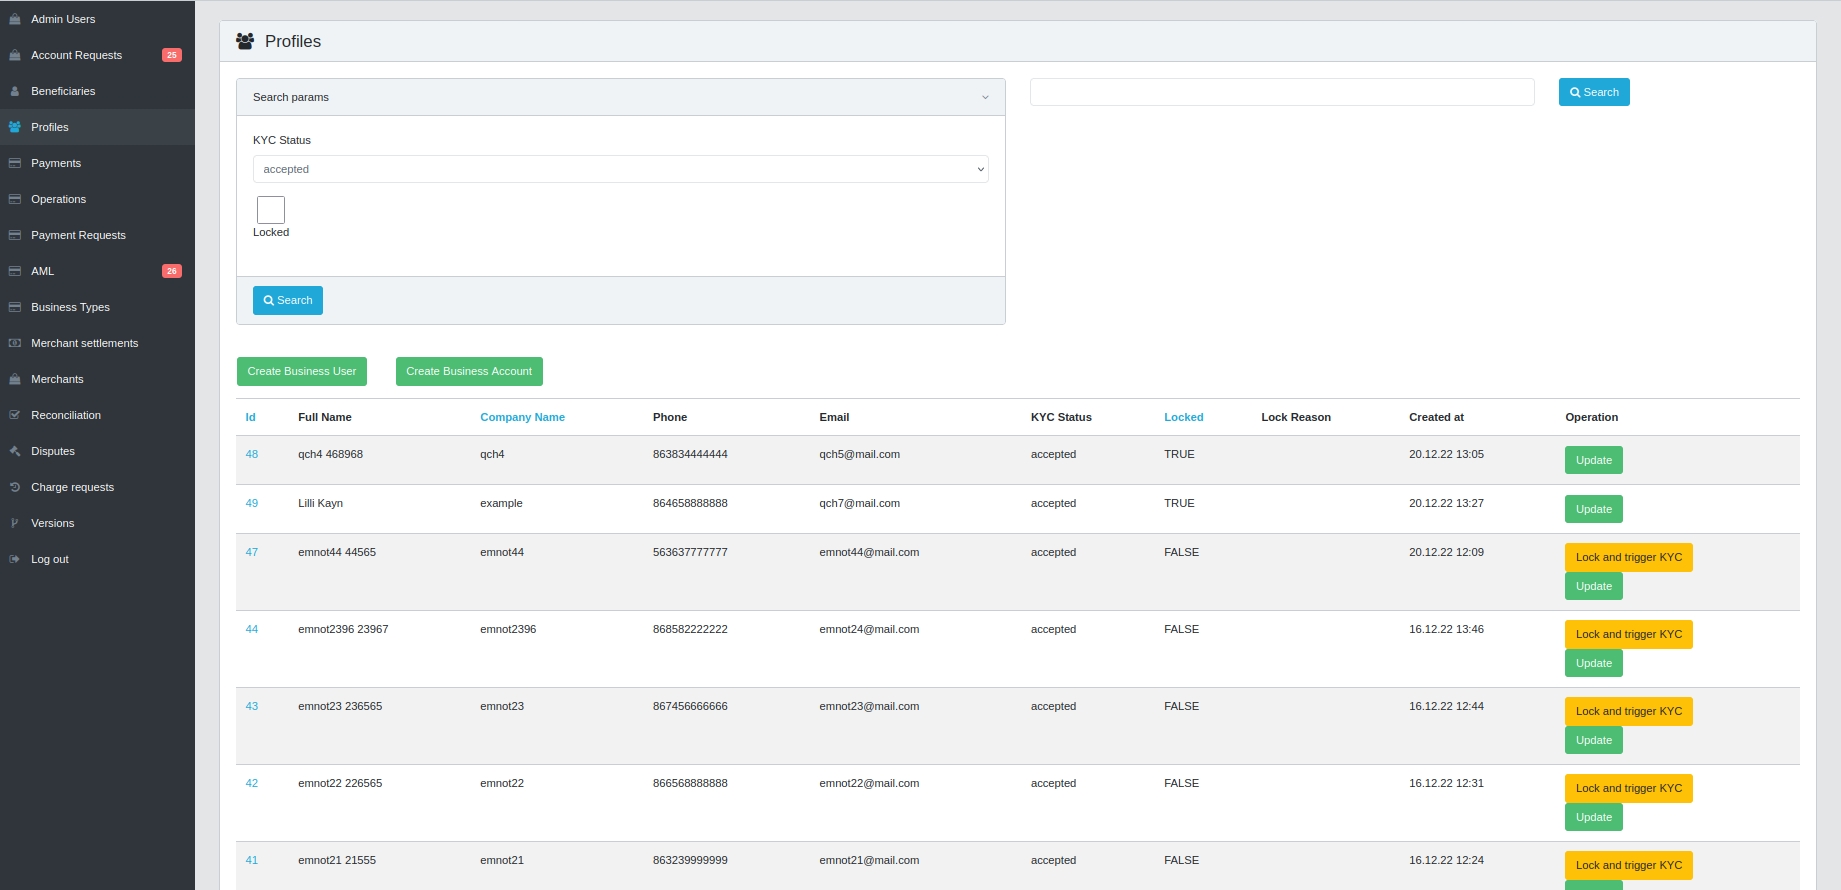 Admin Users
Account Requests 25
Beneficiaries
Profiles
Payments
Operations
Payment Requests
AML 26
Business Types
Merchant settlements
Merchants
Reconciliation
Disputes
Charge requests
Versions
Log out
Profiles
Search params
KYC Status
accepted
Locked
Search
Search
Create Business User Create Business Account
Id Full Name Company Name Phone Email KYC Status Locked Lock Reason Created at Operation
48 qch4 468968 qch4 863834444444 qch5@mail.com accepted TRUE 20.12.22 13:05 Update
49 Lilli Kayn example 864658888888 qch7@mail.com accepted TRUE 20.12.22 13:27 Update
47 emnot44 44565 emnot44 563637777777 emnot44@mail.com accepted FALSE 20.12.22 12:09 Lock and trigger KYC
Update
44 emnot2396 23967 emnot2396 868582222222 emnot24@mail.com accepted FALSE 16.12.22 13:46 Lock and trigger KYC
Update
43 emnot23 236565 emnot23 867456666666 emnot23@mail.com accepted FALSE 16.12.22 12:44 Lock and trigger KYC
Update
42 emnot22 226565 emnot22 866568888888 emnot22@mail.com accepted FALSE 16.12.22 12:31 Lock and trigger KYC
Update
41 emnot21 21555 emnot21 863239999999 emnot21@mail.com accepted FALSE 16.12.22 12:24 Lock and trigger KYC